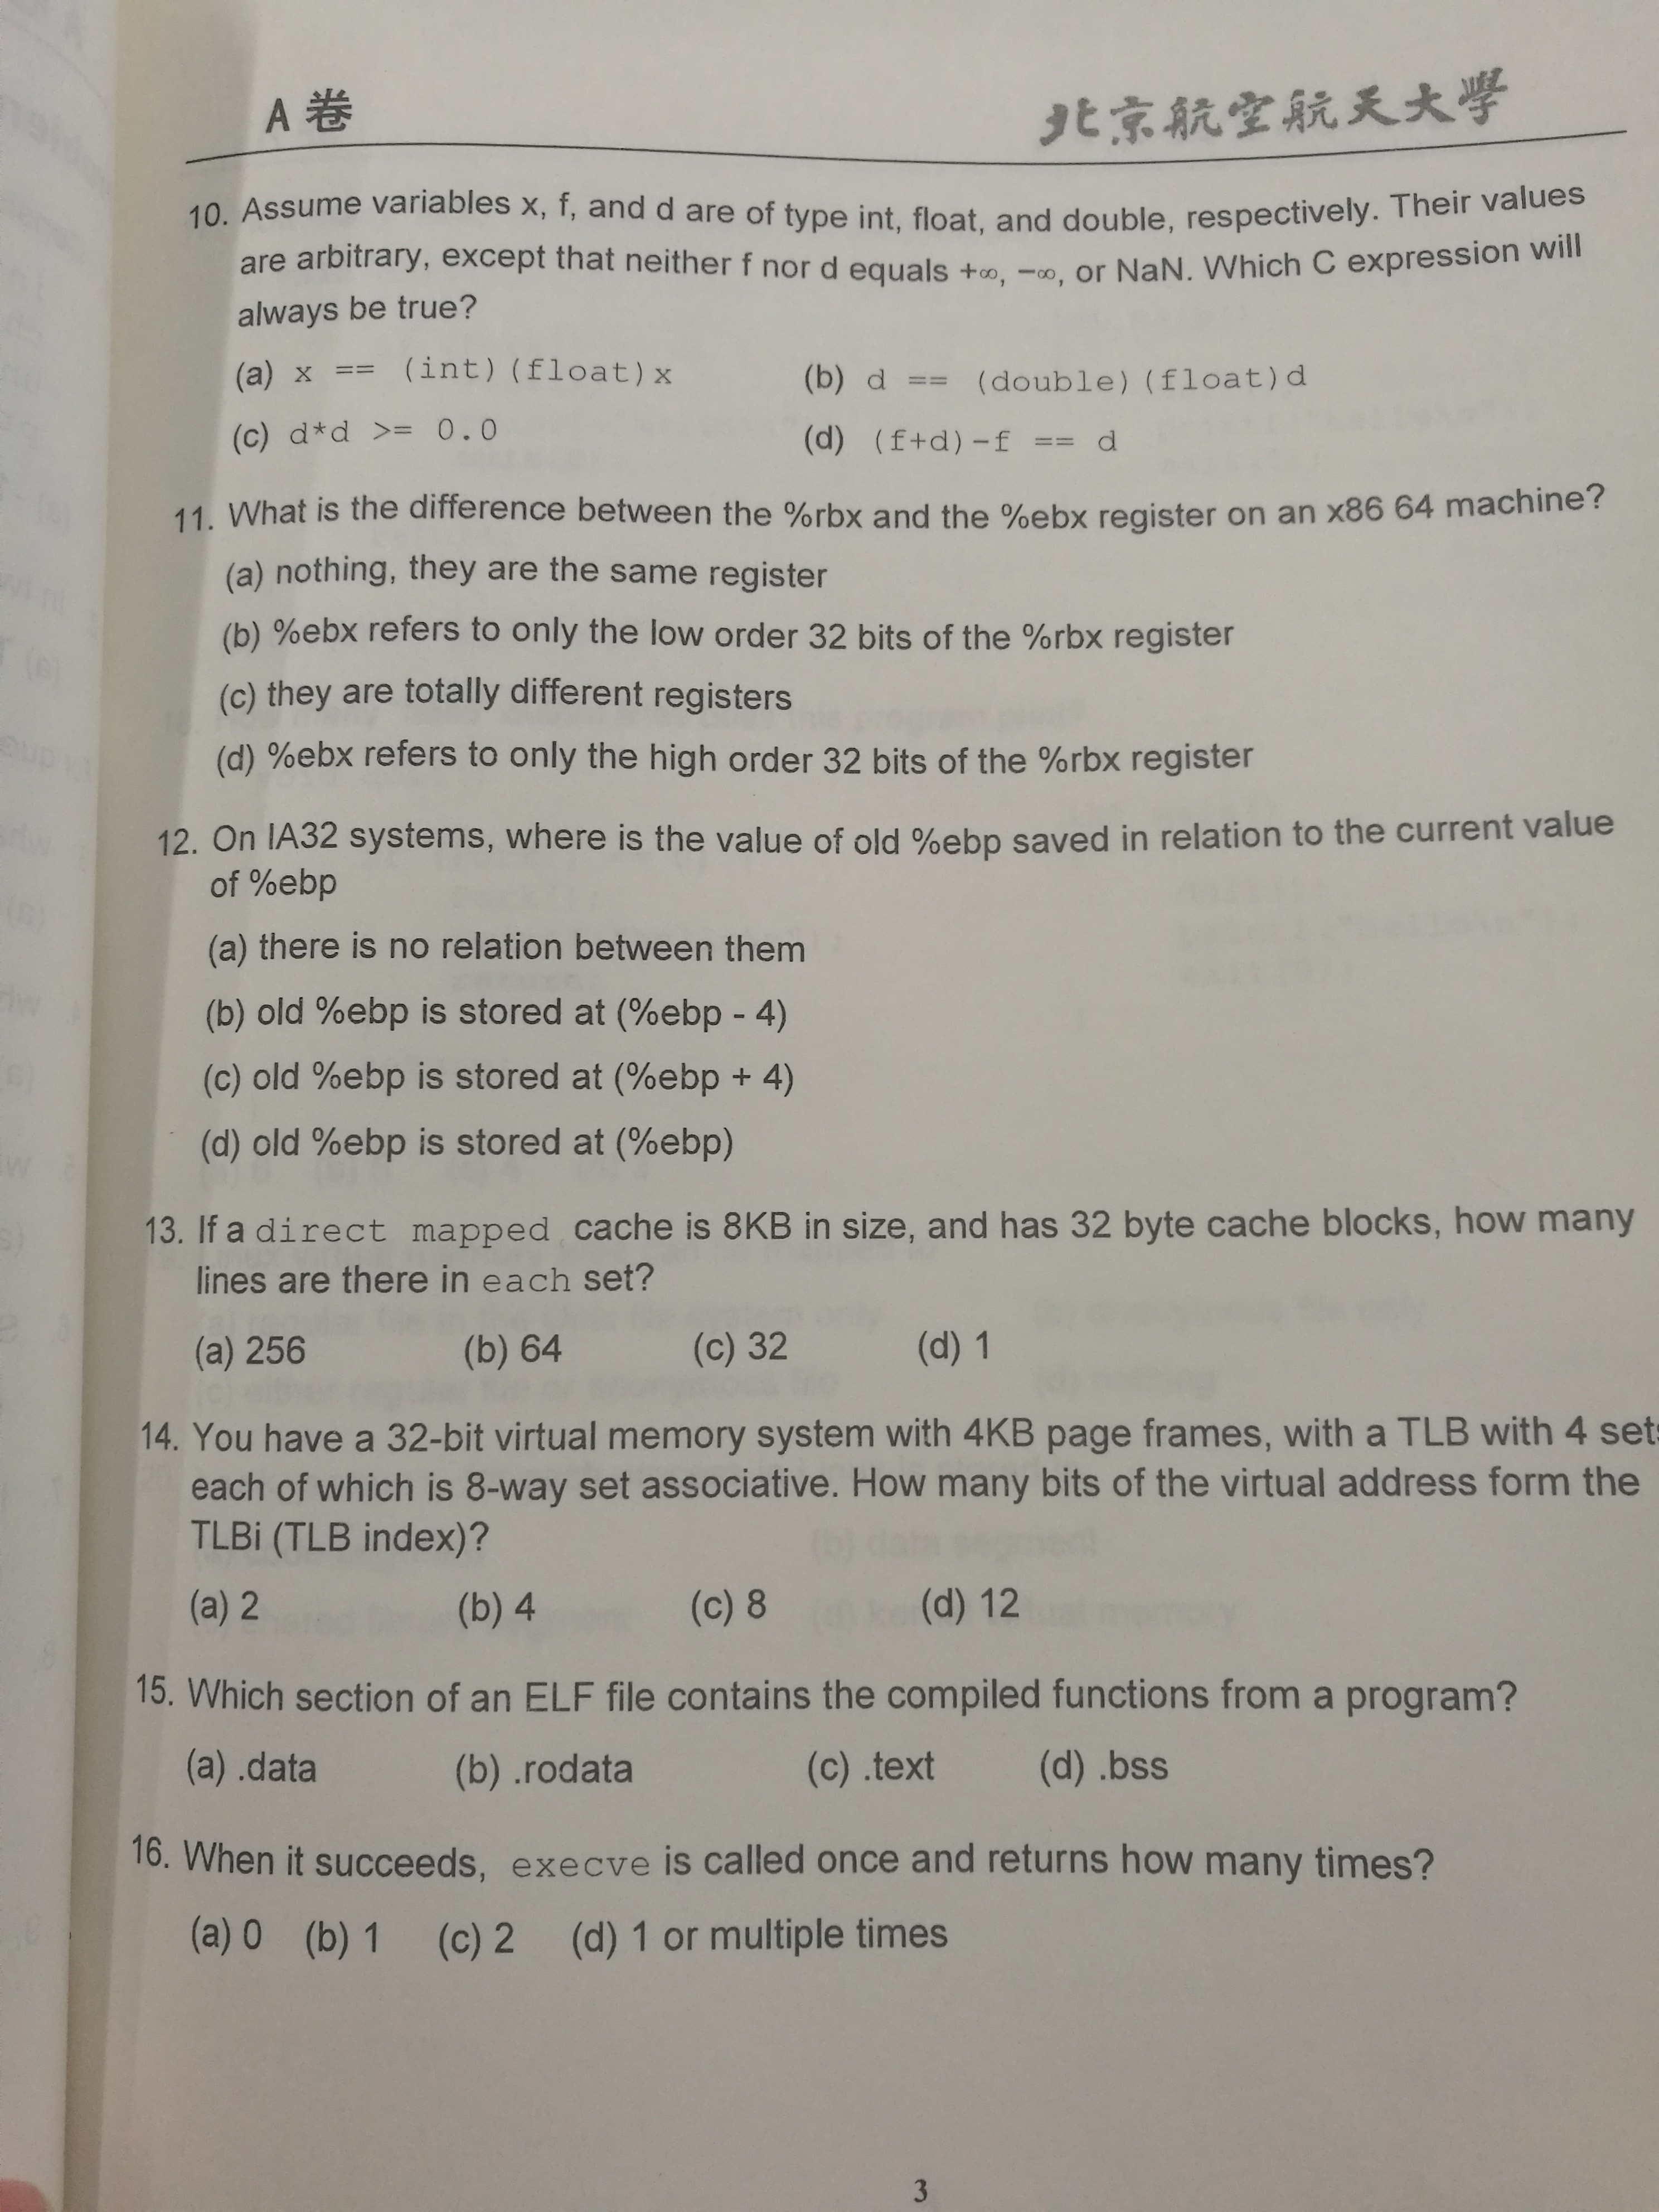 A 卷 北京航空航天大學
10. Assume variables x, f, and d are of type int, float, and double, respectively. Their values
are arbitrary, except that neither f nor d equals +∞, −∞, or NaN. Which C expression will
always be true?
(a) x == (int)(float)x (b) d == (double)(float)d
(c) d*d >= 0.0 (d) (f+d)-f == d
11. What is the difference between the %rbx and the %ebx register on an x86 64 machine?
(a) nothing, they are the same register
(b) %ebx refers to only the low order 32 bits of the %rbx register
(c) they are totally different registers
(d) %ebx refers to only the high order 32 bits of the %rbx register
12. On IA32 systems, where is the value of old %ebp saved in relation to the current value
of %ebp
(a) there is no relation between them
(b) old %ebp is stored at (%ebp - 4)
(c) old %ebp is stored at (%ebp + 4)
(d) old %ebp is stored at (%ebp)
13. If a direct mapped cache is 8KB in size, and has 32 byte cache blocks, how many
lines are there in each set?
(a) 256 (b) 64 (c) 32 (d) 1
14. You have a 32-bit virtual memory system with 4KB page frames, with a TLB with 4 sets
each of which is 8-way set associative. How many bits of the virtual address form the
TLBi (TLB index)?
(a) 2 (b) 4 (c) 8 (d) 12
15. Which section of an ELF file contains the compiled functions from a program?
(a) .data (b) .rodata (c) .text (d) .bss
16. When it succeeds, execve is called once and returns how many times?
(a) 0 (b) 1 (c) 2 (d) 1 or multiple times
3